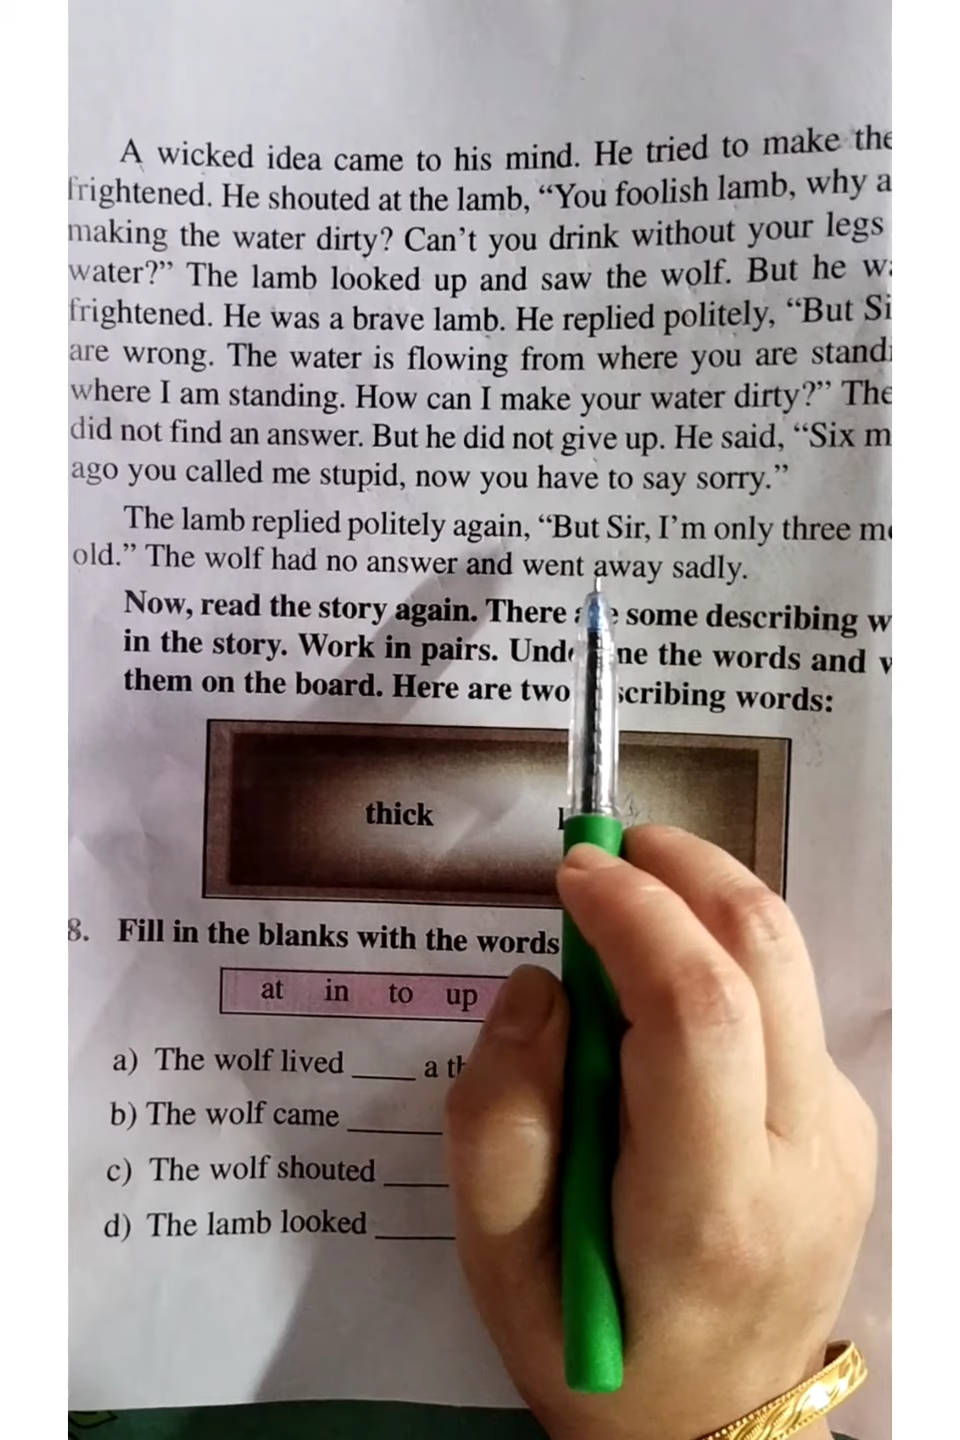 A wicked idea came to his mind. He tried to make the
frightened. He shouted at the lamb, “You foolish lamb, why
making the water dirty? Can’t you drink without your legs
water?” The lamb looked up and saw the wolf. But he
frightened. He was a brave lamb. He replied politely, “But
are wrong. The water is flowing from where you are
where I am standing. How can I make your water dirty?” The
did not find an answer. But he did not give up. He said, “Six
ago you called me stupid, now you have to say sorry.”
The lamb replied politely again, “But Sir, I’m only three
old.” The wolf had no answer and went away sadly.
Now, read the story again. There some describing
in the story. Work in pairs. the words and
them on the board. Here are two words:
thick
8. Fill in the blanks with the words
at in to up
a) The wolf lived ____ a
b) The wolf came ______
c) The wolf shouted ____
d) The lamb looked _____